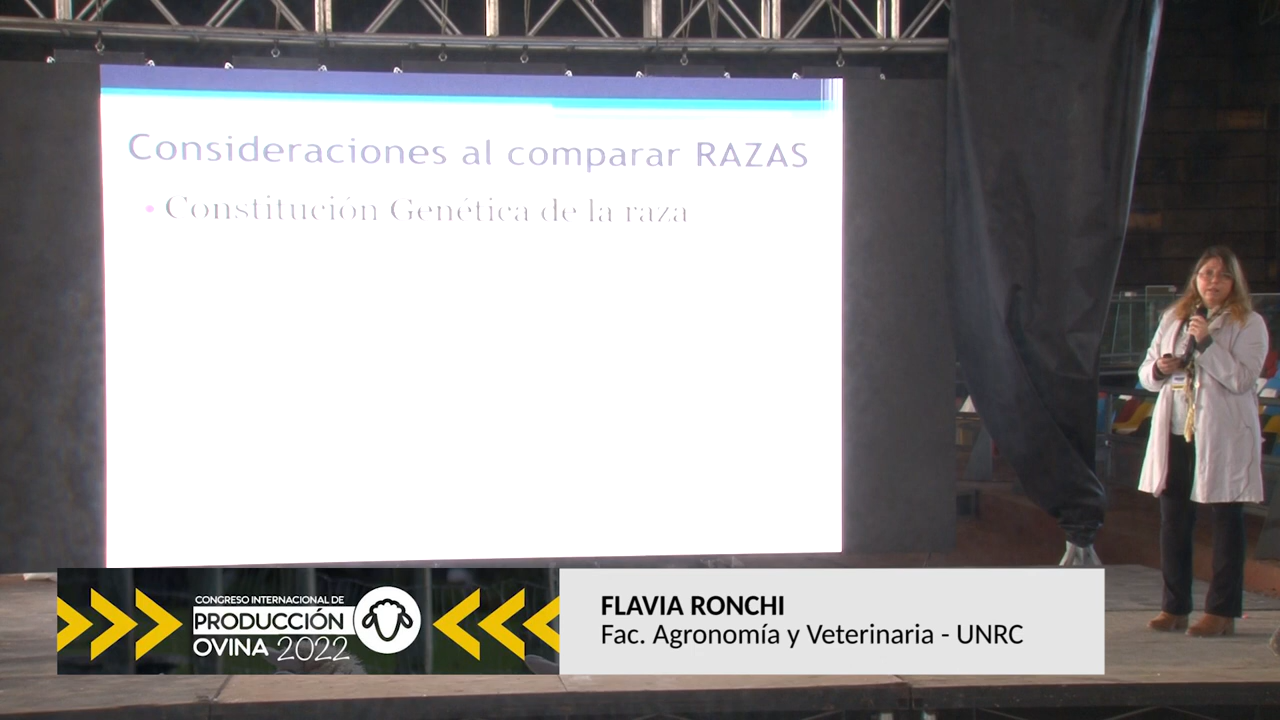 Consideraciones al comparar RAZAS
• Constitución Genética de la raza
CONGRESO INTERNACIONAL DE
PRODUCCIÓN
OVINA 2022
FLAVIA RONCHI
Fac. Agronomía y Veterinaria - UNRC